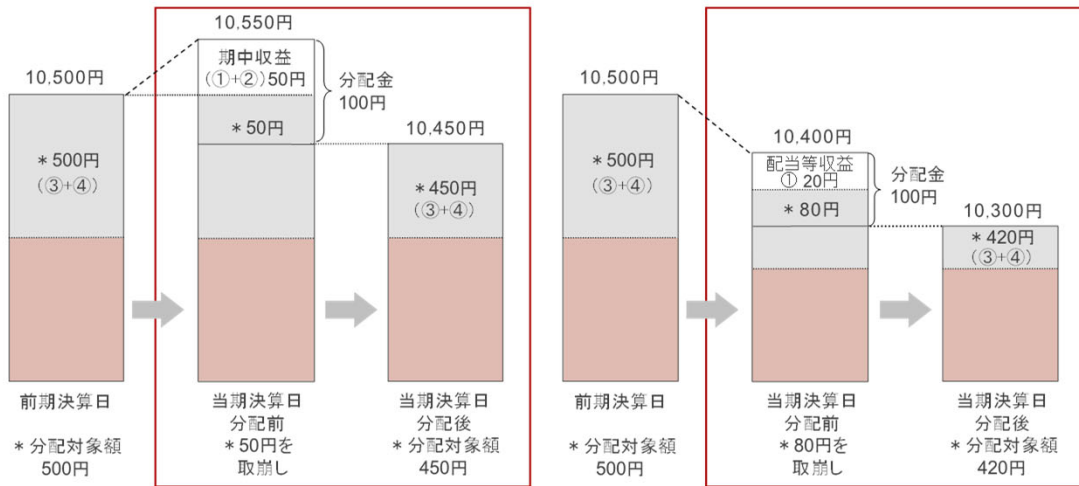 10,500円
＊500円
(③+④)
前期決算日
＊分配対象額
500円
10,550円
期中収益
(①+②)50円
＊50円
分配金
100円
当期決算日
分配前
＊50円を
取崩し
10,450円
＊450円
(③+④)
当期決算日
分配後
＊分配対象額
450円
10,500円
＊500円
(③+④)
前期決算日
＊分配対象額
500円
10,400円
配当等収益
① 20円
＊80円
分配金
100円
当期決算日
分配前
＊80円を
取崩し
10,300円
＊420円
(③+④)
当期決算日
分配後
＊分配対象額
420円